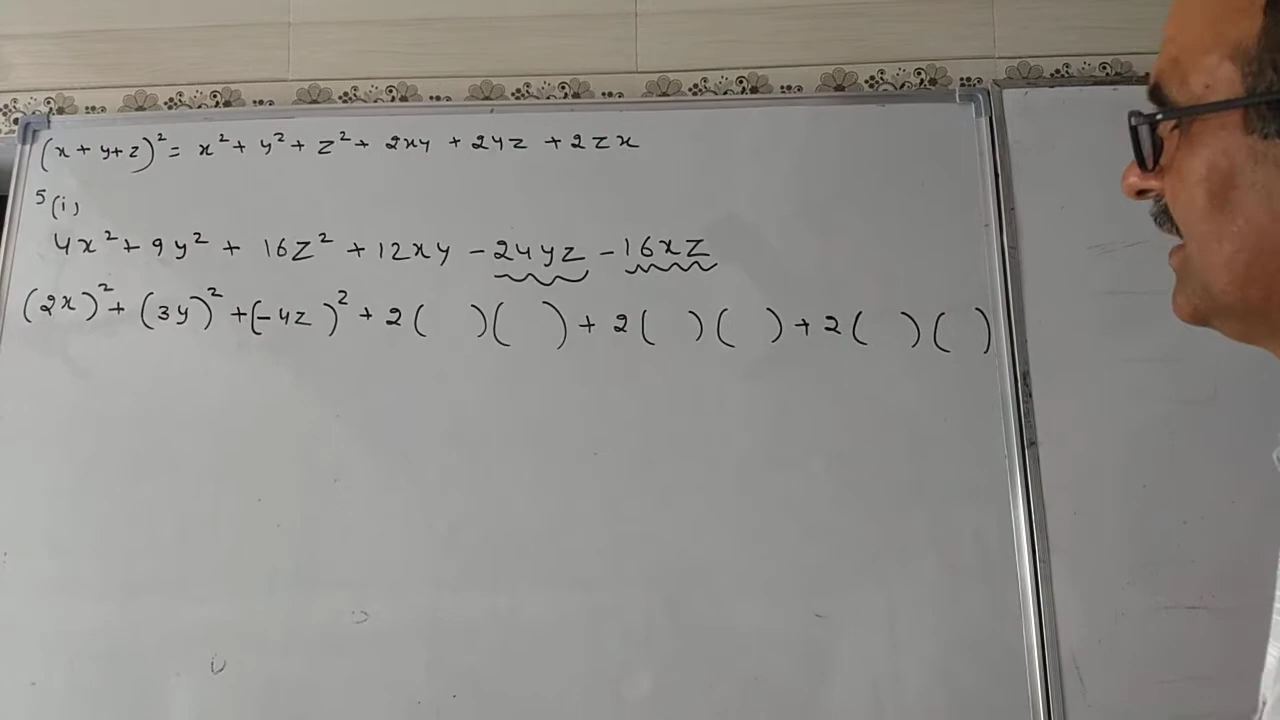 (x + y + z)² = x² + y² + z² + 2xy + 2yz + 2zx
5 (i)
4x² + 9y² + 16z² + 12xy - 24yz - 16xz
(2x)² + (3y)² + (-4z)² + 2( )( ) + 2( )( ) + 2( )( )